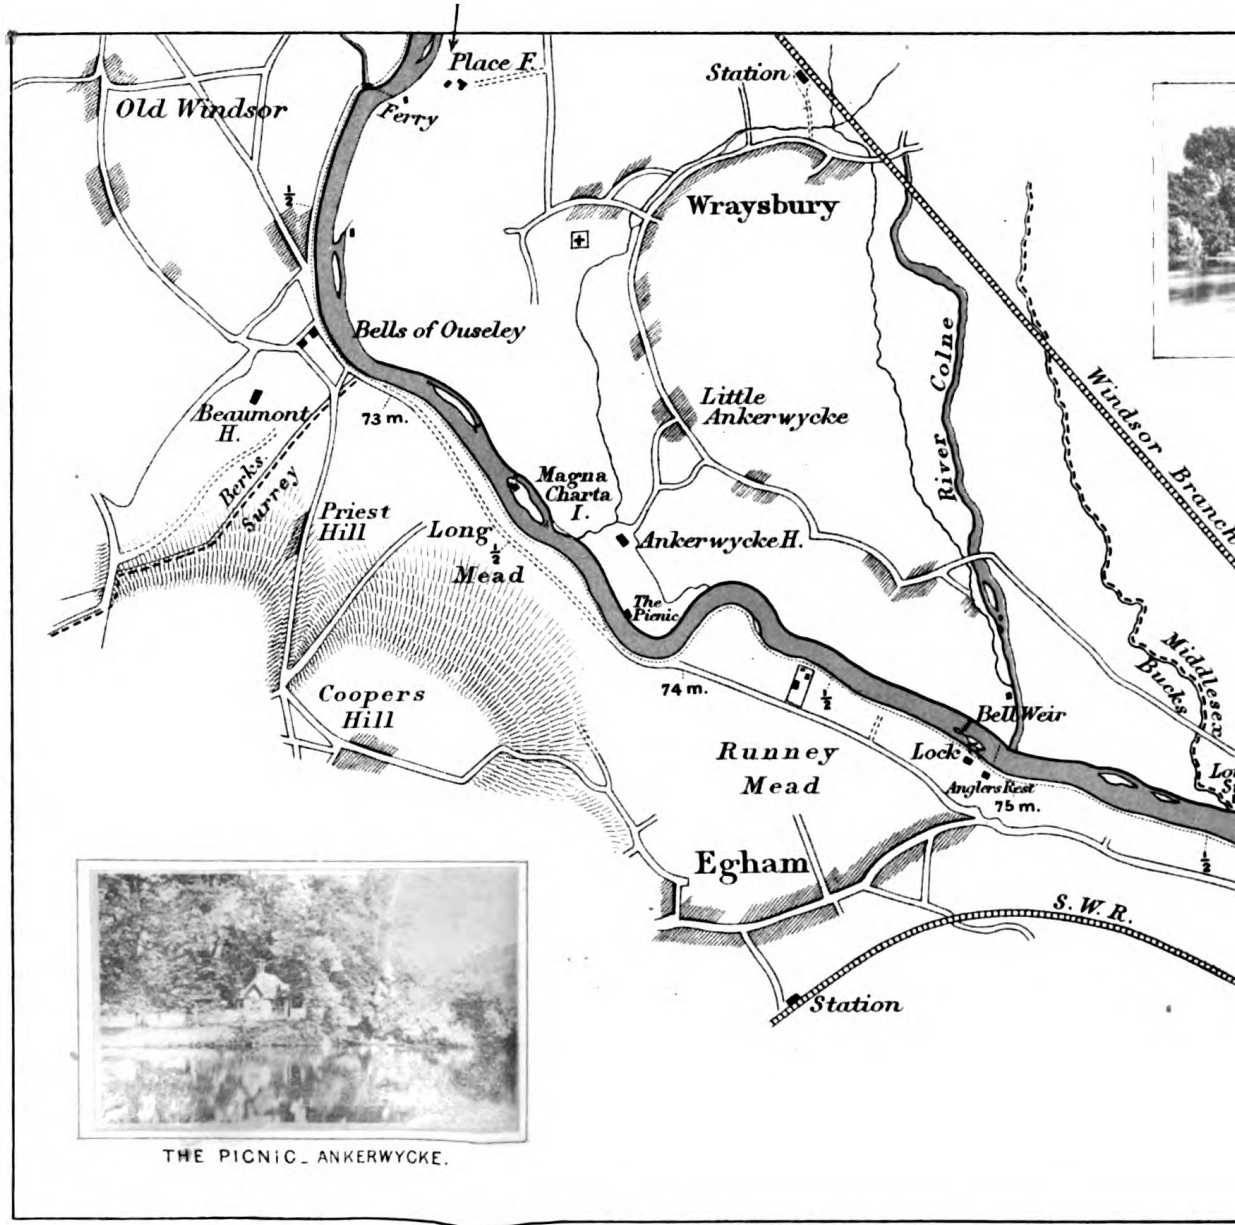 Place F.
Station
Old Windsor
Ferry
1/2
Wraysbury
Bells of Ouseley
River Colne
Windsor Branch
Little
Ankerwycke
Beaumont
H.
73 m.
Berks
Surrey
Magna
Charta
I.
Priest
Hill
Long
Mead
1/2
Ankerwycke H.
The
Picnic
Middlesex
Bucks
74 m.
1/2
Coopers
Hill
Bell Weir
Runney
Mead
Lock
Anglers Rest
75 m.
1/2
Egham
S. W. R.
Station
THE PICNIC_ ANKERWYCKE.